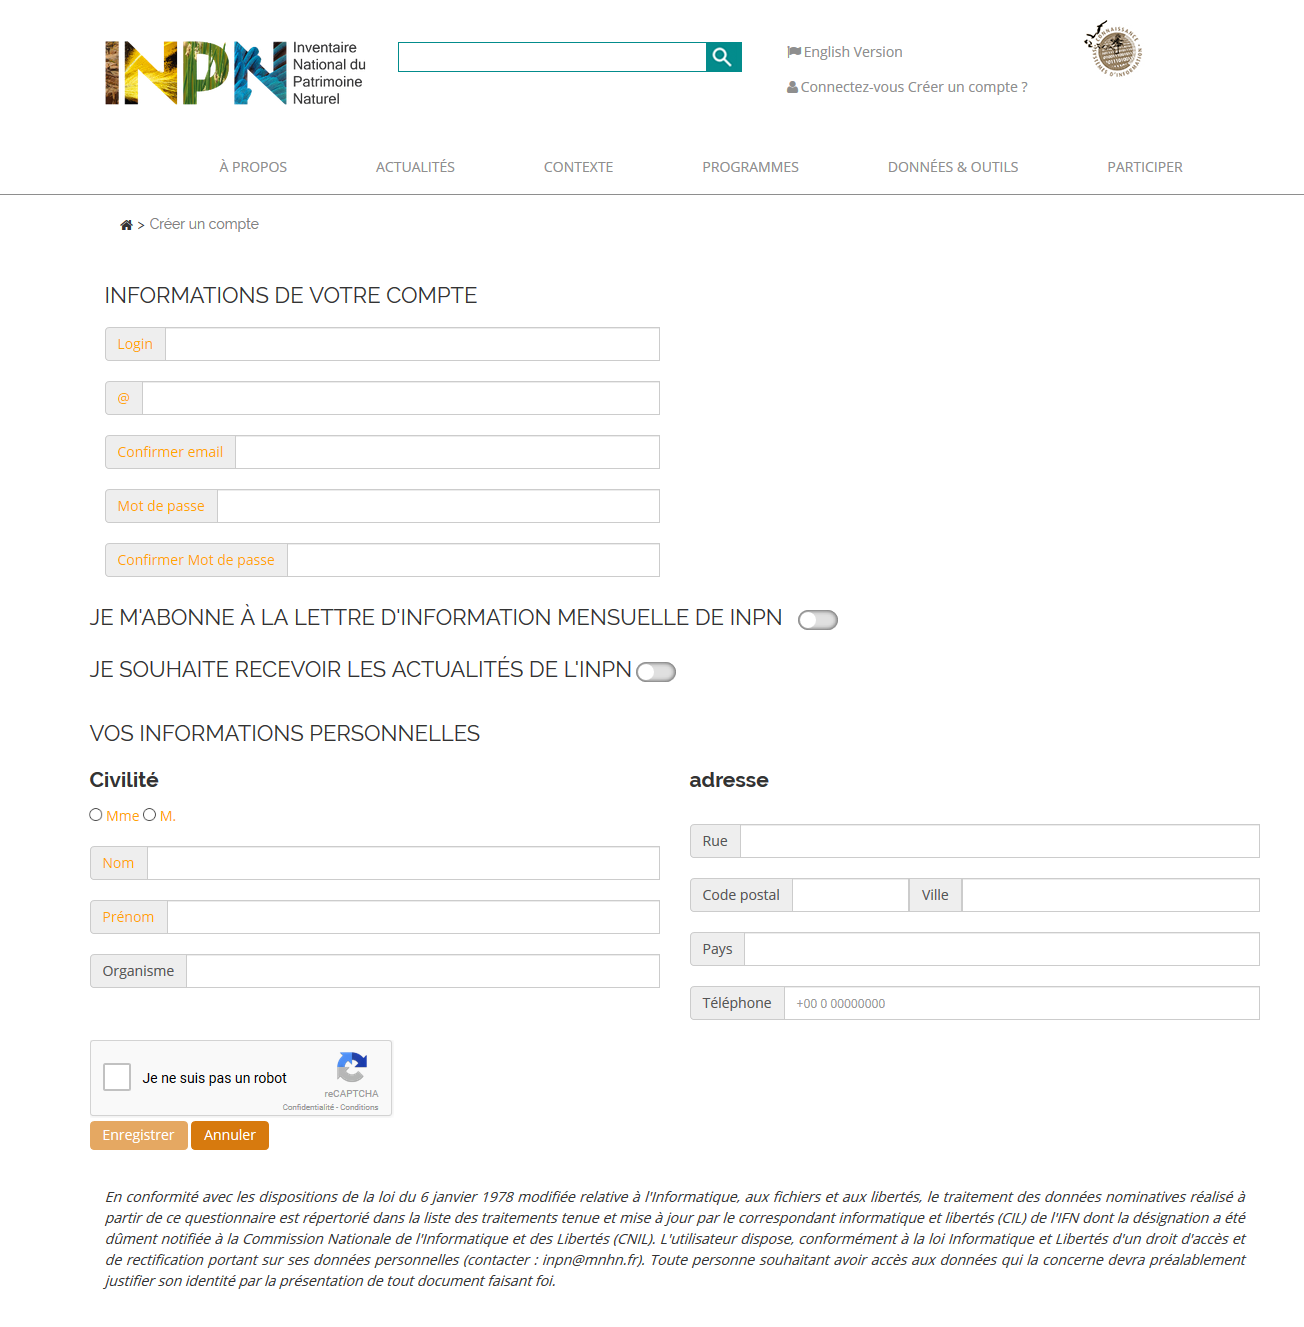 INPN
Inventaire
National du
Patrimoine
Naturel
English Version
Connectez-vous Créer un compte ?
À PROPOS ACTUALITÉS CONTEXTE PROGRAMMES DONNÉES & OUTILS PARTICIPER
> Créer un compte
INFORMATIONS DE VOTRE COMPTE
Login
@
Confirmer email
Mot de passe
Confirmer Mot de passe
JE M'ABONNE À LA LETTRE D'INFORMATION MENSUELLE DE INPN
JE SOUHAITE RECEVOIR LES ACTUALITÉS DE L'INPN
VOS INFORMATIONS PERSONNELLES
Civilité
Mme M.
Nom
Prénom
Organisme
adresse
Rue
Code postal Ville
Pays
Téléphone +00 0 00000000
Je ne suis pas un robot
reCAPTCHA
Confidentialité - Conditions
Enregistrer Annuler
En conformité avec les dispositions de la loi du 6 janvier 1978 modifiée relative à l'Informatique, aux fichiers et aux libertés, le traitement des données nominatives réalisé à
partir de ce questionnaire est répertorié dans la liste des traitements tenue et mise à jour par le correspondant informatique et libertés (CIL) de l'IFN dont la désignation a été
dûment notifiée à la Commission Nationale de l'Informatique et des Libertés (CNIL). L'utilisateur dispose, conformément à la loi Informatique et Libertés d'un droit d'accès et
de rectification portant sur ses données personnelles (contacter : inpn@mnhn.fr). Toute personne souhaitant avoir accès aux données qui la concerne devra préalablement
justifier son identité par la présentation de tout document faisant foi.